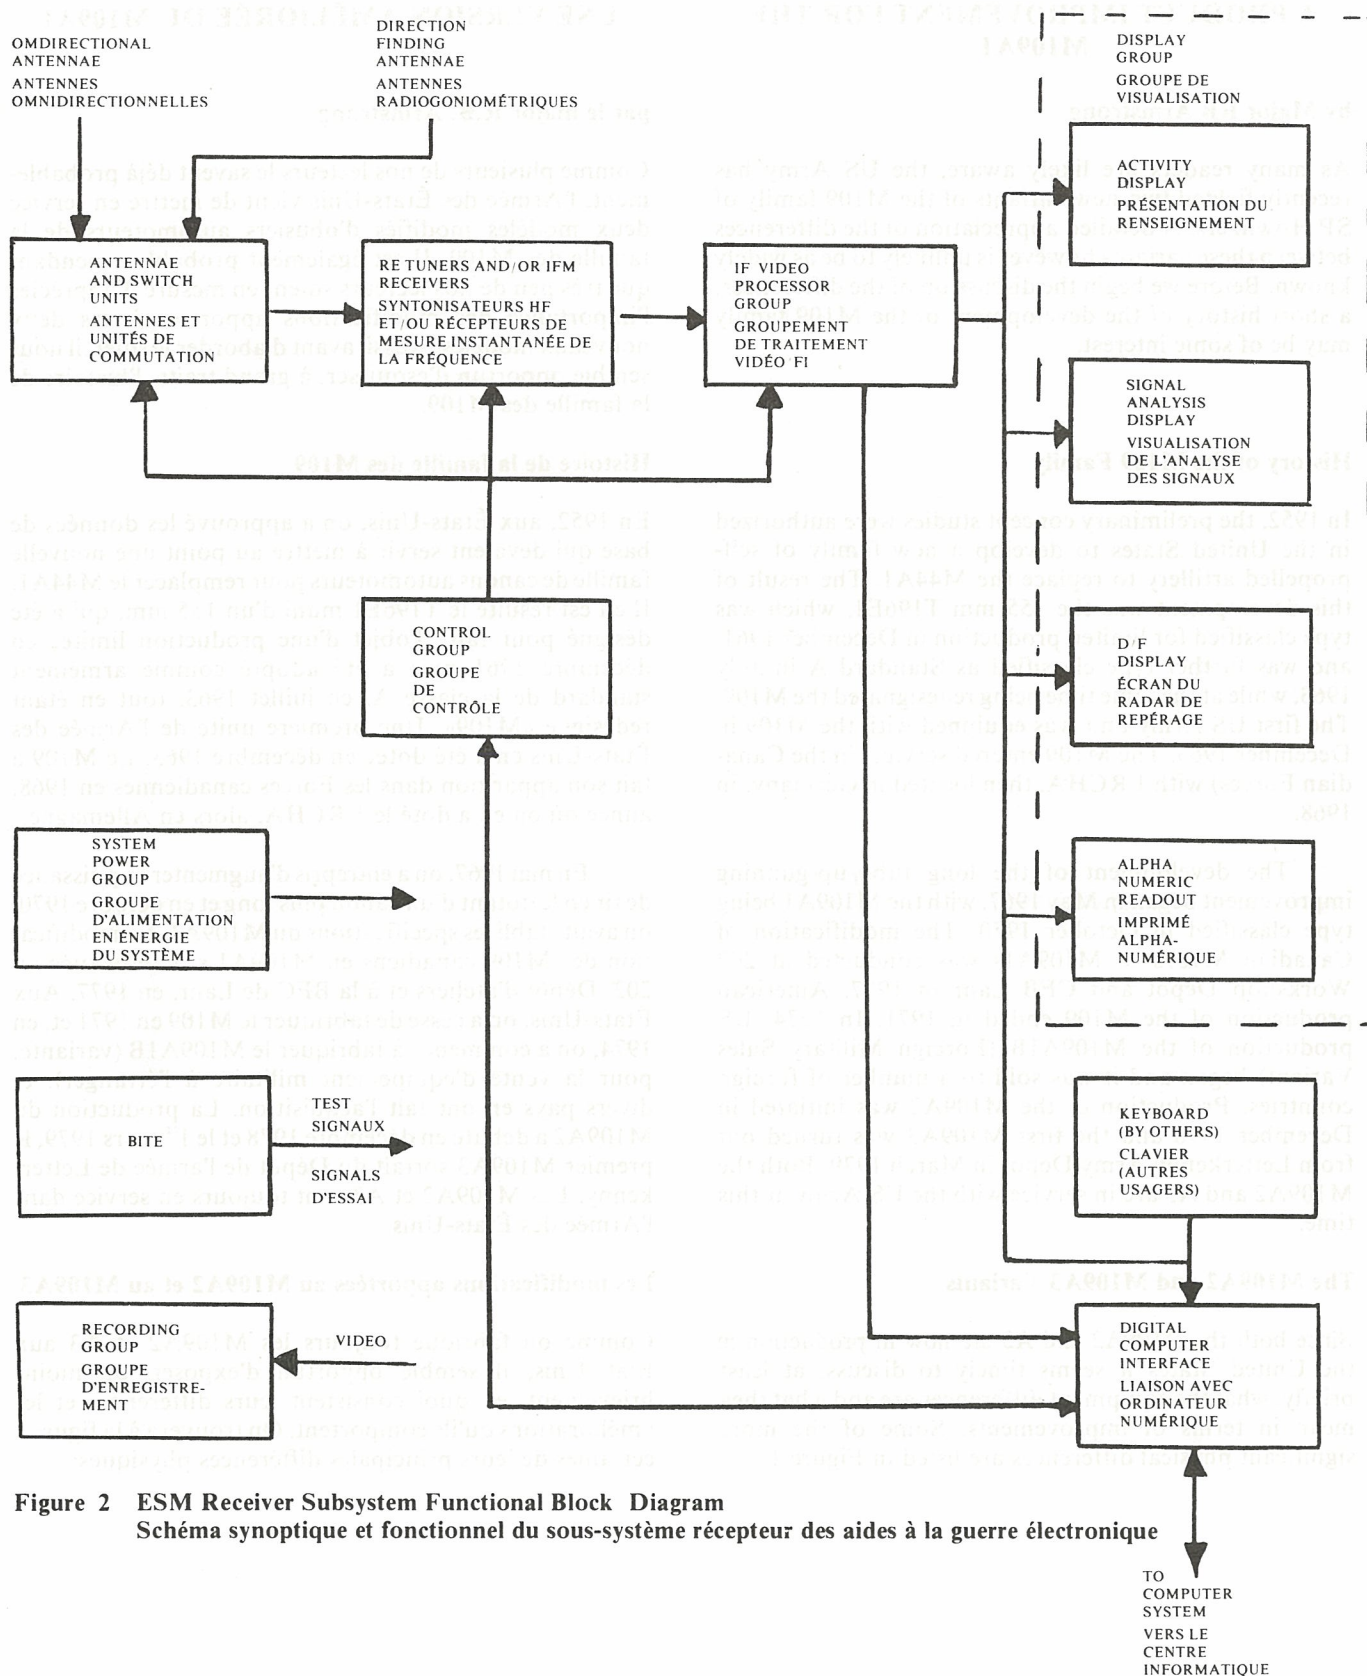 OMDIRECTIONAL
ANTENNAE
ANTENNES
OMNIDIRECTIONNELLES
DIRECTION
FINDING
ANTENNAE
ANTENNES
RADIOGONIOMÉTRIQUES
DISPLAY
GROUP
GROUPE DE
VISUALISATION
ACTIVITY
DISPLAY
PRÉSENTATION DU
RENSEIGNEMENT
ANTENNAE
AND SWITCH
UNITS
ANTENNES ET
UNITÉS DE
COMMUTATION
RE TUNERS AND/OR IFM
RECEIVERS
SYNTONISATEURS HF
ET/OU RÉCEPTEURS DE
MESURE INSTANTANÉE DE
LA FRÉQUENCE
IF VIDEO
PROCESSOR
GROUP
GROUPEMENT
DE TRAITEMENT
VIDÉO'FI
SIGNAL
ANALYSIS
DISPLAY
VISUALISATION
DE L'ANALYSE
DES SIGNAUX
CONTROL
GROUP
GROUPE
DE
CONTRÔLE
D/F
DISPLAY
ÉCRAN DU
RADAR DE
REPÉRAGE
SYSTEM
POWER
GROUP
GROUPE
D'ALIMENTATION
EN ÉNERGIE
DU SYSTÈME
ALPHA
NUMERIC
READOUT
IMPRIMÉ
ALPHA-
NUMÉRIQUE
BITE
TEST
SIGNAUX
SIGNALS
D'ESSAI
KEYBOARD
(BY OTHERS)
CLAVIER
(AUTRES
USAGERS)
RECORDING
GROUP
GROUPE
D'ENREGISTRE-
MENT
VIDEO
DIGITAL
COMPUTER
INTERFACE
LIAISON AVEC
ORDINATEUR
NUMÉRIQUE
Figure 2 ESM Receiver Subsystem Functional Block Diagram
Schéma synoptique et fonctionnel du sous-système récepteur des aides à la guerre électronique
TO
COMPUTER
SYSTEM
VERS LE
CENTRE
INFORMATIQUE